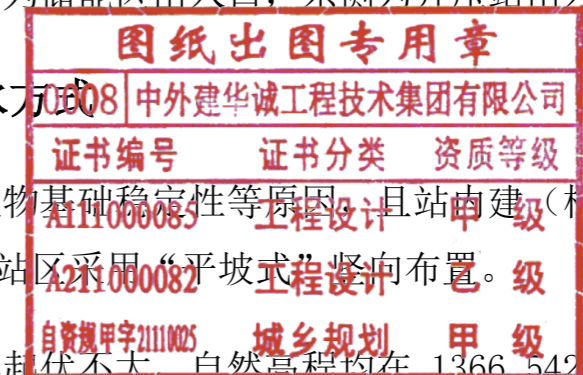 图纸出图专用章
0008 中外建华诚工程技术集团有限公司
水方式
证书编号 证书分类 资质等级
物基础稳定性等原因，且站内建（构
A111000085 工程设计 甲 级
站区采用“平坡式”竖向布置。
A211000082 工程设计 乙 级
自资规甲字21110025 城乡规划 甲 级
起伏不大，自然高程均在 1366.542